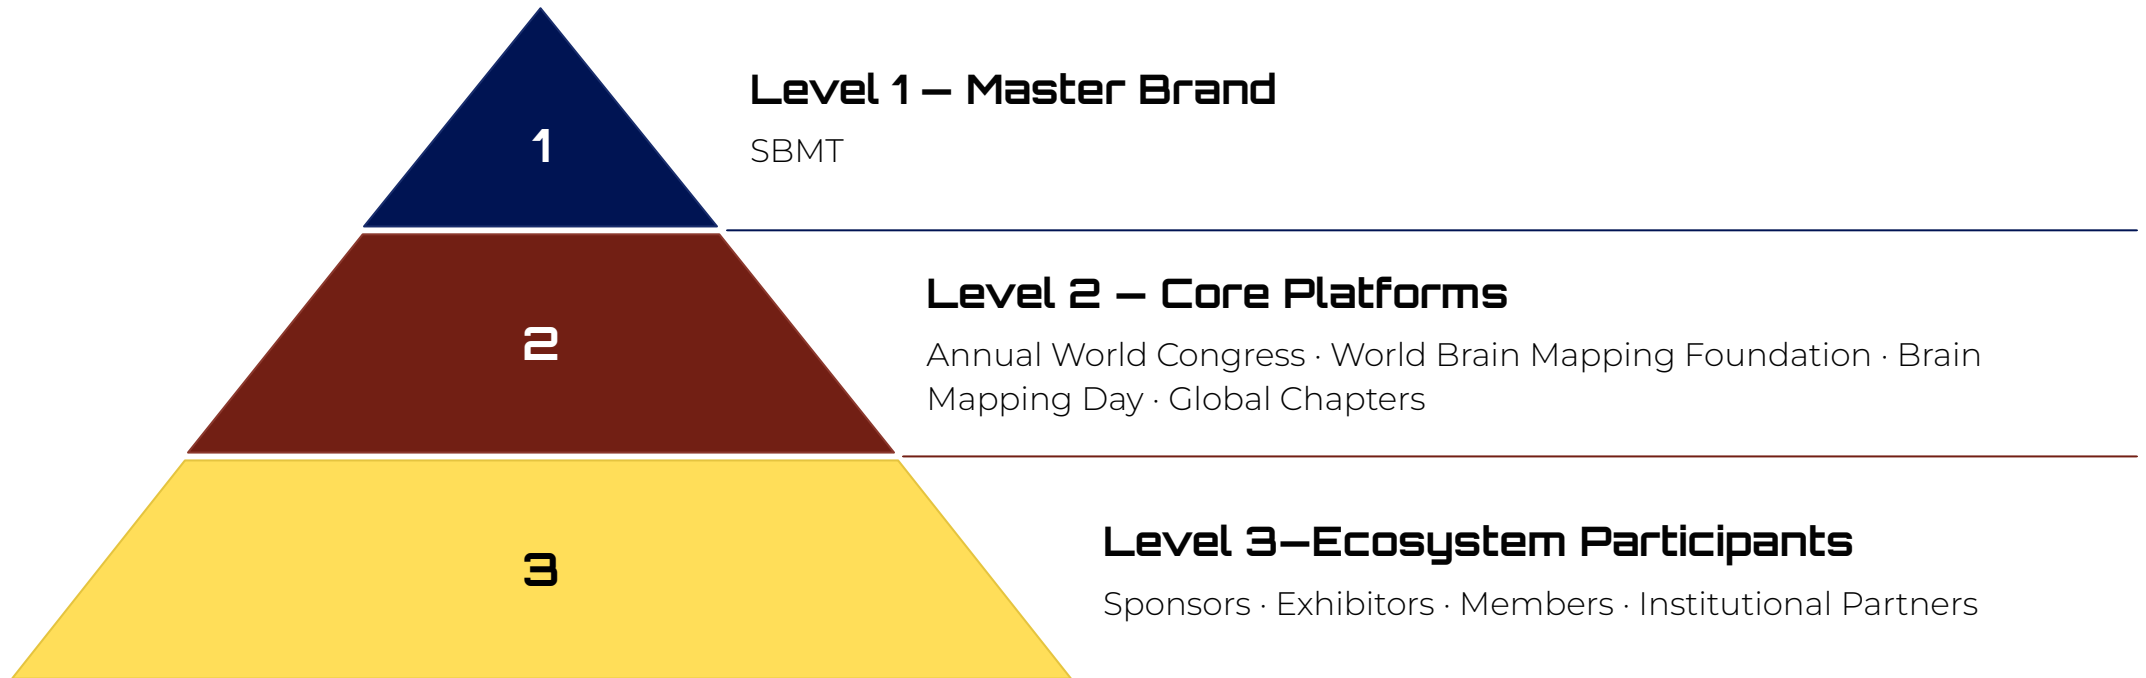 1
Level 1 – Master Brand
SBMT
2
Level 2 – Core Platforms
Annual World Congress · World Brain Mapping Foundation · Brain
Mapping Day · Global Chapters
3
Level 3–Ecosystem Participants
Sponsors · Exhibitors · Members · Institutional Partners